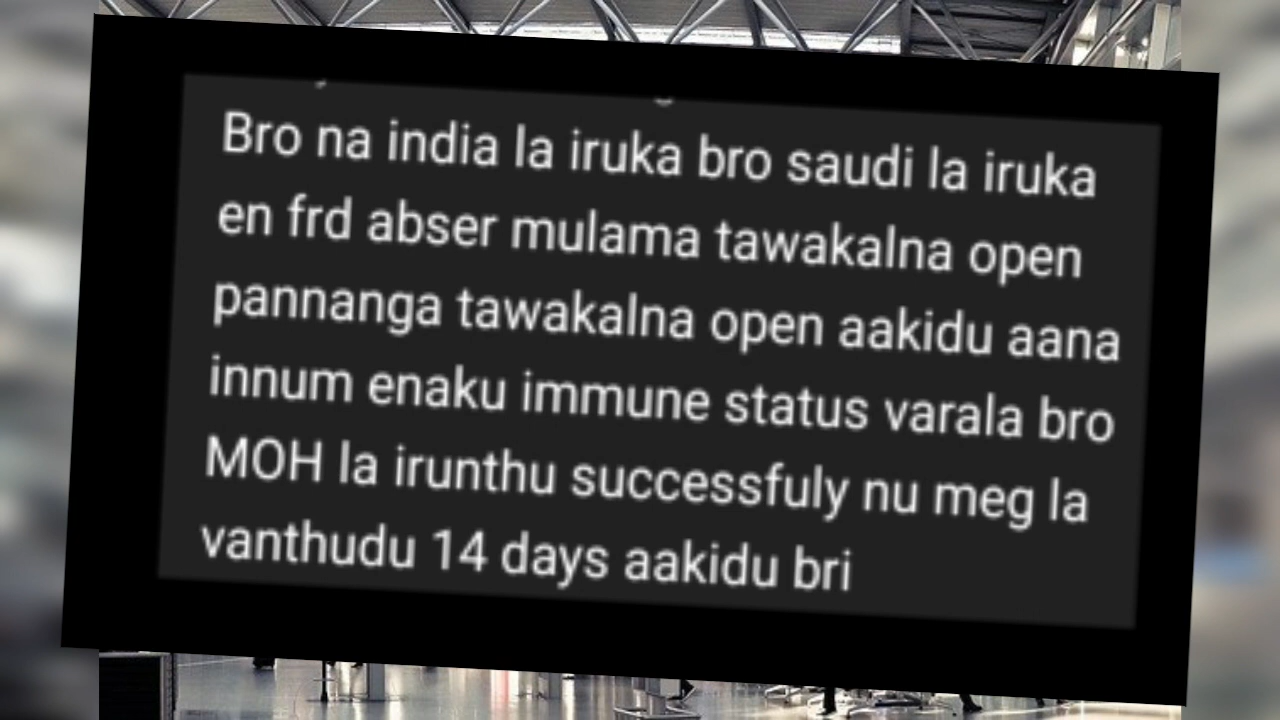 Bro na india la iruka bro saudi la iruka
en frd abser mulama tawakalna open
pannanga tawakalna open aakidu aana
innum enaku immune status varala bro
MOH la irunthu successfuly nu meg la
vanthudu 14 days aakidu bri